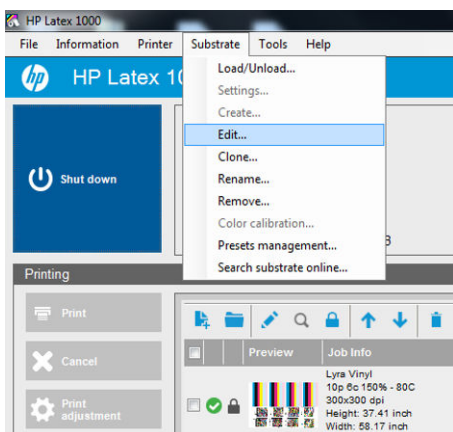 HP Latex 1000
File Information Printer Substrate Tools Help
hp HP Latex 10
Load/Unload...
Settings...
Create...
Edit...
Clone...
Rename...
Remove...
Color calibration...
Presets management...
Search substrate online...
Shut down
3
Printing
Print
Cancel
Print
adjustment
Preview Job Info
Lyra Vinyl
10p 6c 150% - 80C
300x300 dpi
Height: 37.41 inch
Width: 58.17 inch